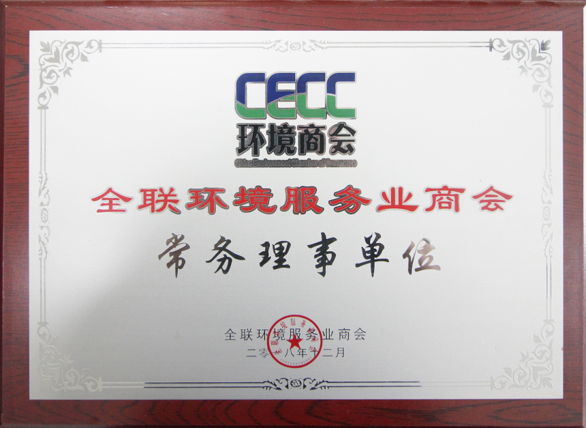 CECC
环境商会
全联环境服务业商会
常务理事单位
全联环境服务业商会
二零一八年十二月